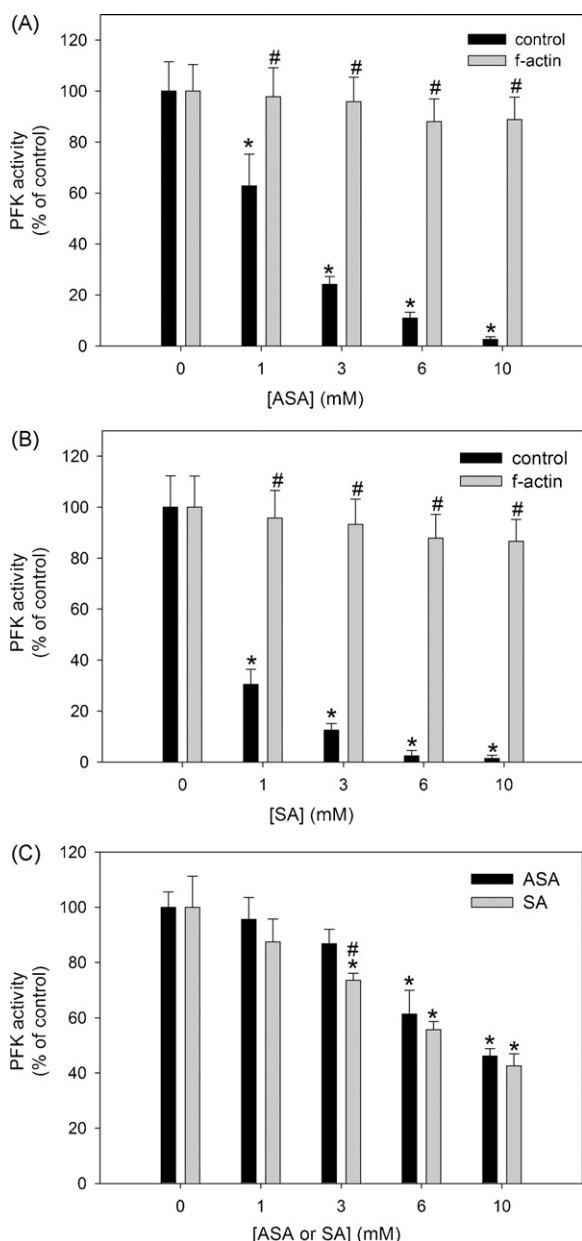 (A)
120
100
80
60
40
20
0
PFK activity
(% of control)
control
f-actin
# # # #
* * * *
0 1 3 6 10
[ASA] (mM)
(B)
120
100
80
60
40
20
0
PFK activity
(% of control)
control
f-actin
# # # #
* * * *
0 1 3 6 10
[SA] (mM)
(C)
120
100
80
60
40
20
0
PFK activity
(% of control)
ASA
SA
#
* * * * *
0 1 3 6 10
[ASA or SA] (mM)